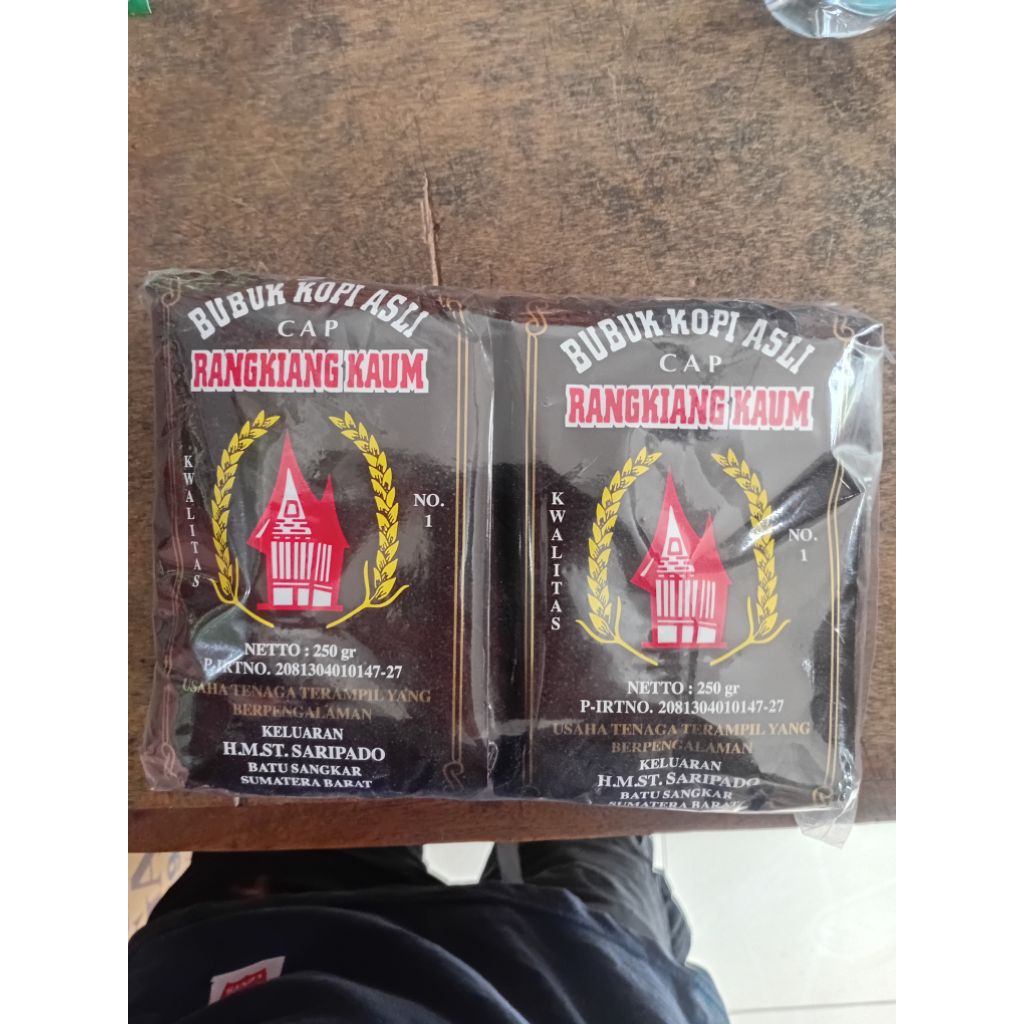 BUBUK KOPI ASLI
CAP
RANGKIANG KAUM
KWALITAS
NO.
1
NETTO : 250 gr
P-IRTNO. 2081304010147-27
USAHA TENAGA TERAMPIL YANG
BERPENGALAMAN
KELUARAN
H.M.ST. SARIPADO
BATU SANGKAR
SUMATERA BARAT
BUBUK KOPI ASLI
CAP
RANGKIANG KAUM
KWALITAS
NO.
1
NETTO : 250 gr
P-IRTNO. 2081304010147-27
USAHA TENAGA TERAMPIL YANG
BERPENGALAMAN
KELUARAN
H.M.ST. SARIPADO
BATU SANGKAR
SUMATERA BARAT